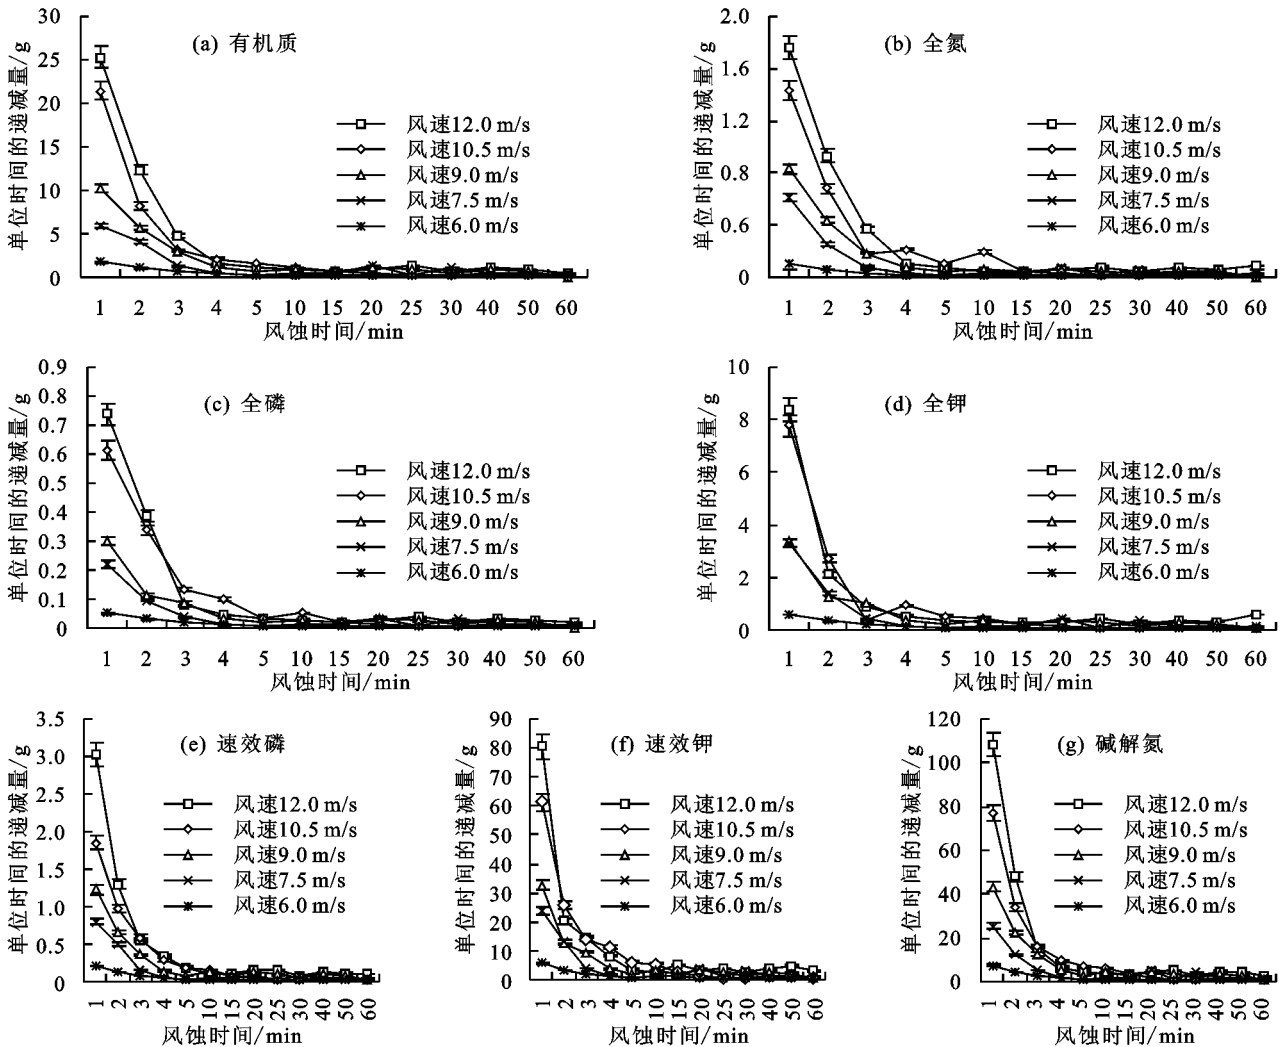 (a) 有机质
单位时间的递减量/g
30
25
20
15
10
5
0
风速12.0 m/s
风速10.5 m/s
风速9.0 m/s
风速7.5 m/s
风速6.0 m/s
1 2 3 4 5 10 15 20 25 30 40 50 60
风蚀时间/min
(b) 全氮
单位时间的递减量/g
2.0
1.6
1.2
0.8
0.6
0
风速12.0 m/s
风速10.5 m/s
风速9.0 m/s
风速7.5 m/s
风速6.0 m/s
1 2 3 4 5 10 15 20 25 30 40 50 60
风蚀时间/min
(c) 全磷
单位时间的递减量/g
0.9
0.8
0.7
0.6
0.5
0.4
0.3
0.2
0.1
0
风速12.0 m/s
风速10.5 m/s
风速9.0 m/s
风速7.5 m/s
风速6.0 m/s
1 2 3 4 5 10 15 20 25 30 40 50 60
风蚀时间/min
(d) 全钾
单位时间的递减量/g
10
8
6
4
2
0
风速12.0 m/s
风速10.5 m/s
风速9.0 m/s
风速7.5 m/s
风速6.0 m/s
1 2 3 4 5 10 15 20 25 30 40 50 60
风蚀时间/min
(e) 速效磷
单位时间的递减量/g
3.5
3.0
2.5
2.0
1.5
1.0
0.5
0
风速12.0 m/s
风速10.5 m/s
风速9.0 m/s
风速7.5 m/s
风速6.0 m/s
1 2 3 4 5 10 15 20 25 30 40 50 60
风蚀时间/min
(f) 速效钾
单位时间的递减量/g
90
80
70
60
50
40
30
20
10
0
风速12.0 m/s
风速10.5 m/s
风速9.0 m/s
风速7.5 m/s
风速6.0 m/s
1 2 3 4 5 10 15 20 25 30 40 50 60
风蚀时间/min
(g) 碱解氮
单位时间的递减量/g
120
100
80
60
40
20
0
风速12.0 m/s
风速10.5 m/s
风速9.0 m/s
风速7.5 m/s
风速6.0 m/s
1 2 3 4 5 10 15 20 25 30 40 50 60
风蚀时间/min